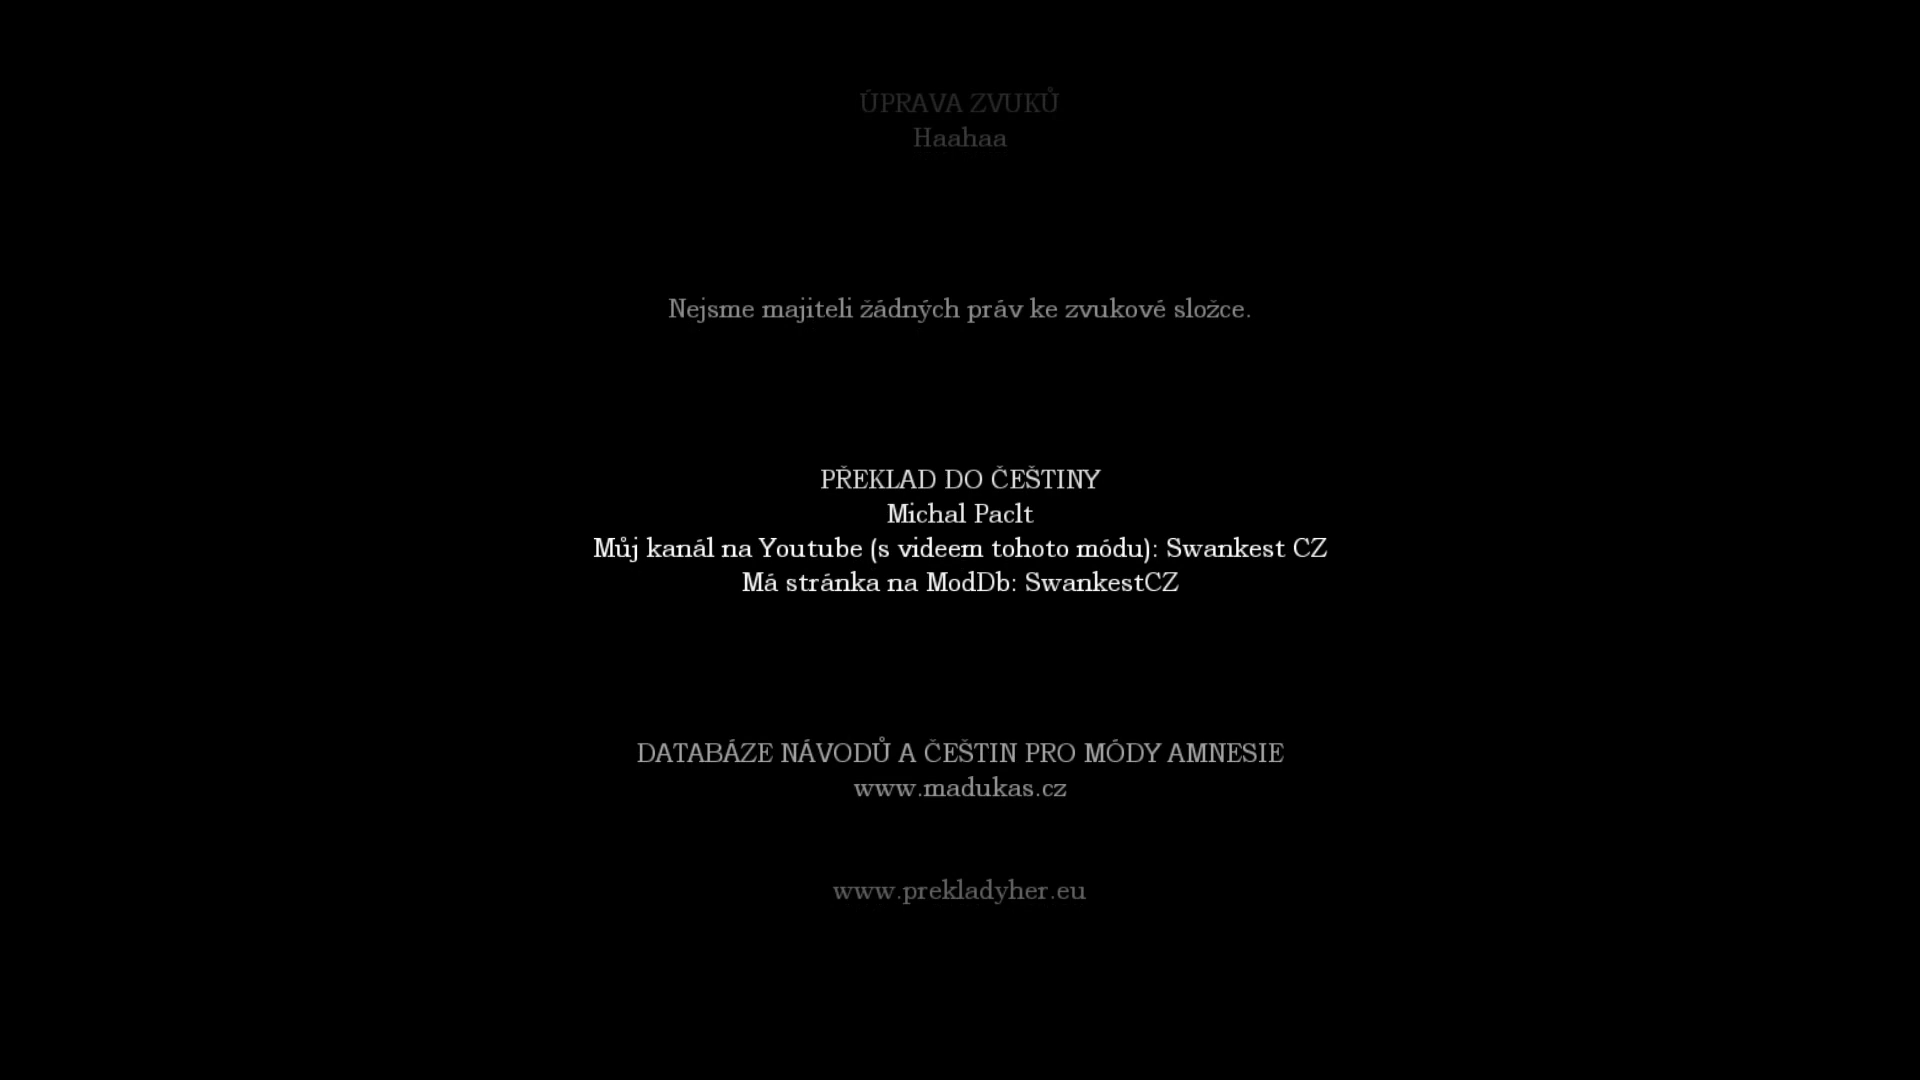 ÚPRAVA ZVUKŮ
Haahaa
Nejsme majiteli žádných práv ke zvukové složce.
PŘEKLAD DO ČEŠTINY
Michal Paclt
Můj kanál na Youtube (s videem tohoto módu): Swankest CZ
Má stránka na ModDb: SwankestCZ
DATABÁZE NÁVODŮ A ČEŠTIN PRO MÓDY AMNESIE
www.madukas.cz
www.prekladyher.eu